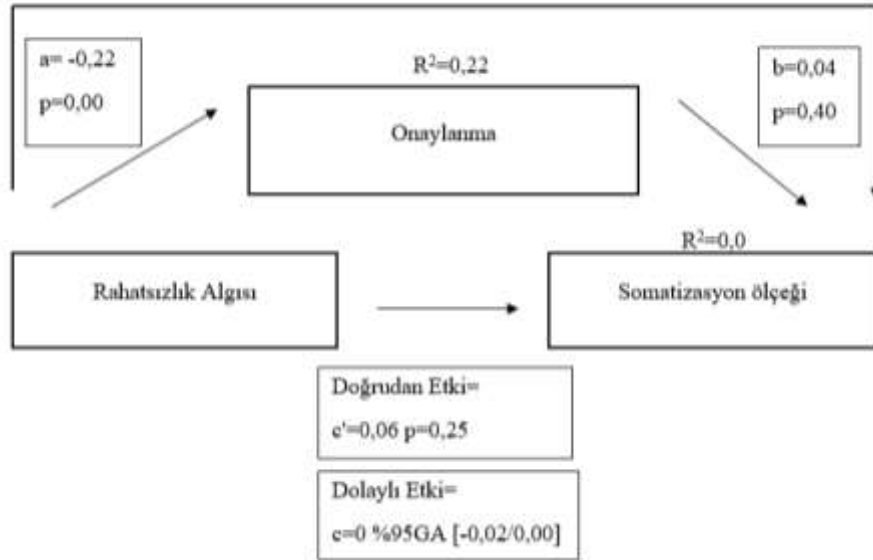 a= -0,22
p=0,00
R²=0,22
Onaylanma
b=0,04
p=0,40
R²=0,0
Rahatsızlık Algısı
Somatizasyon ölçeği
Doğrudan Etki=
c'=0,06 p=0,25
Dolaylı Etki=
c=0 %95GA [-0,02/0,00]